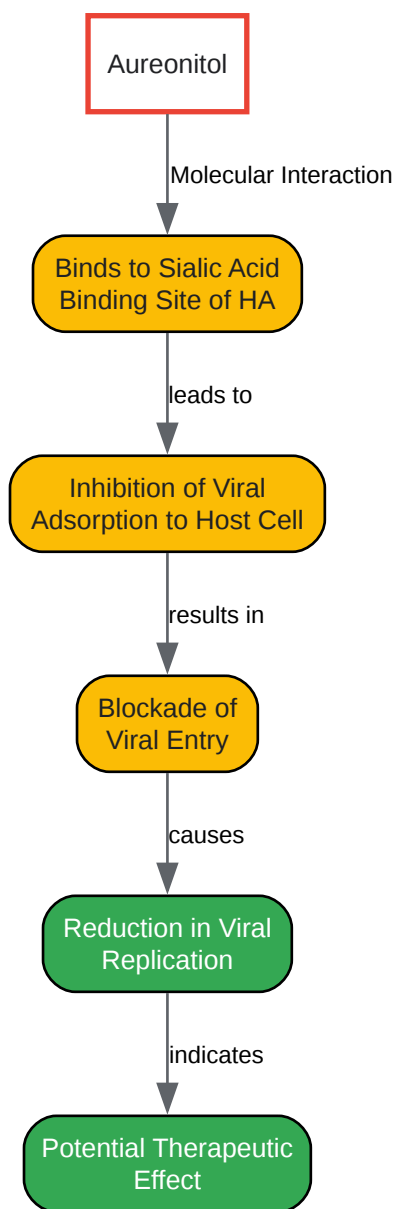 Aureonitol
Molecular Interaction
Binds to Sialic Acid
Binding Site of HA
leads to
Inhibition of Viral
Adsorption to Host Cell
results in
Blockade of
Viral Entry
causes
Reduction in Viral
Replication
indicates
Potential Therapeutic
Effect